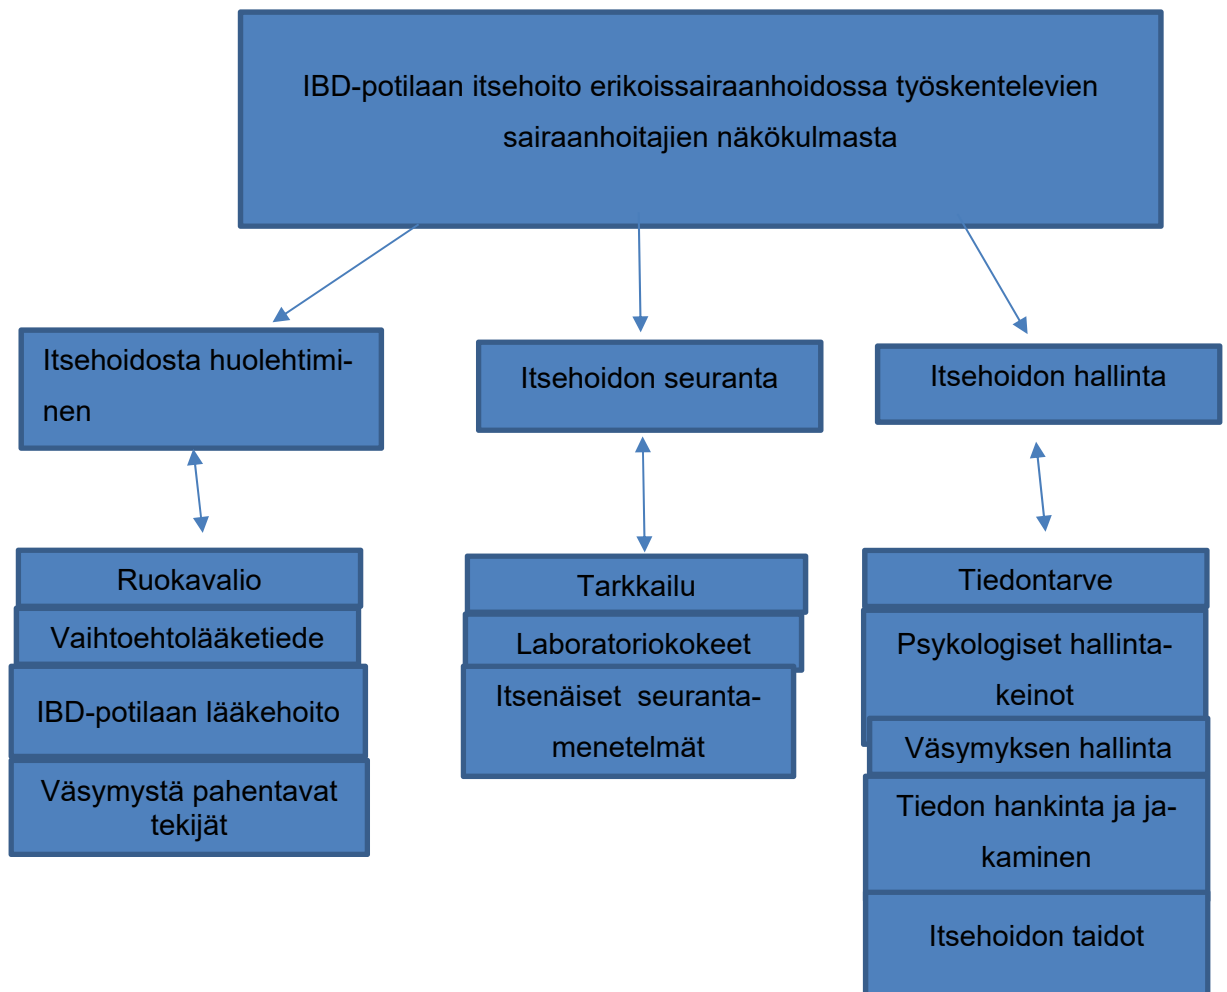 IBD-potilaan itsehoito erikoissairaanhoidossa työskentelevien
sairaanhoitajien näkökulmasta
Itsehoidosta huolehtimi-
nen
Itsehoidon seuranta
Itsehoidon hallinta
Ruokavalio
Vaihtoehtolääketiede
IBD-potilaan lääkehoito
Väsymystä pahentavat
tekijät
Tarkkailu
Laboratoriokokeet
Itsenäiset seuranta-
menetelmät
Tiedontarve
Psykologiset hallinta-
keinot
Väsymyksen hallinta
Tiedon hankinta ja ja-
kaminen
Itsehoidon taidot